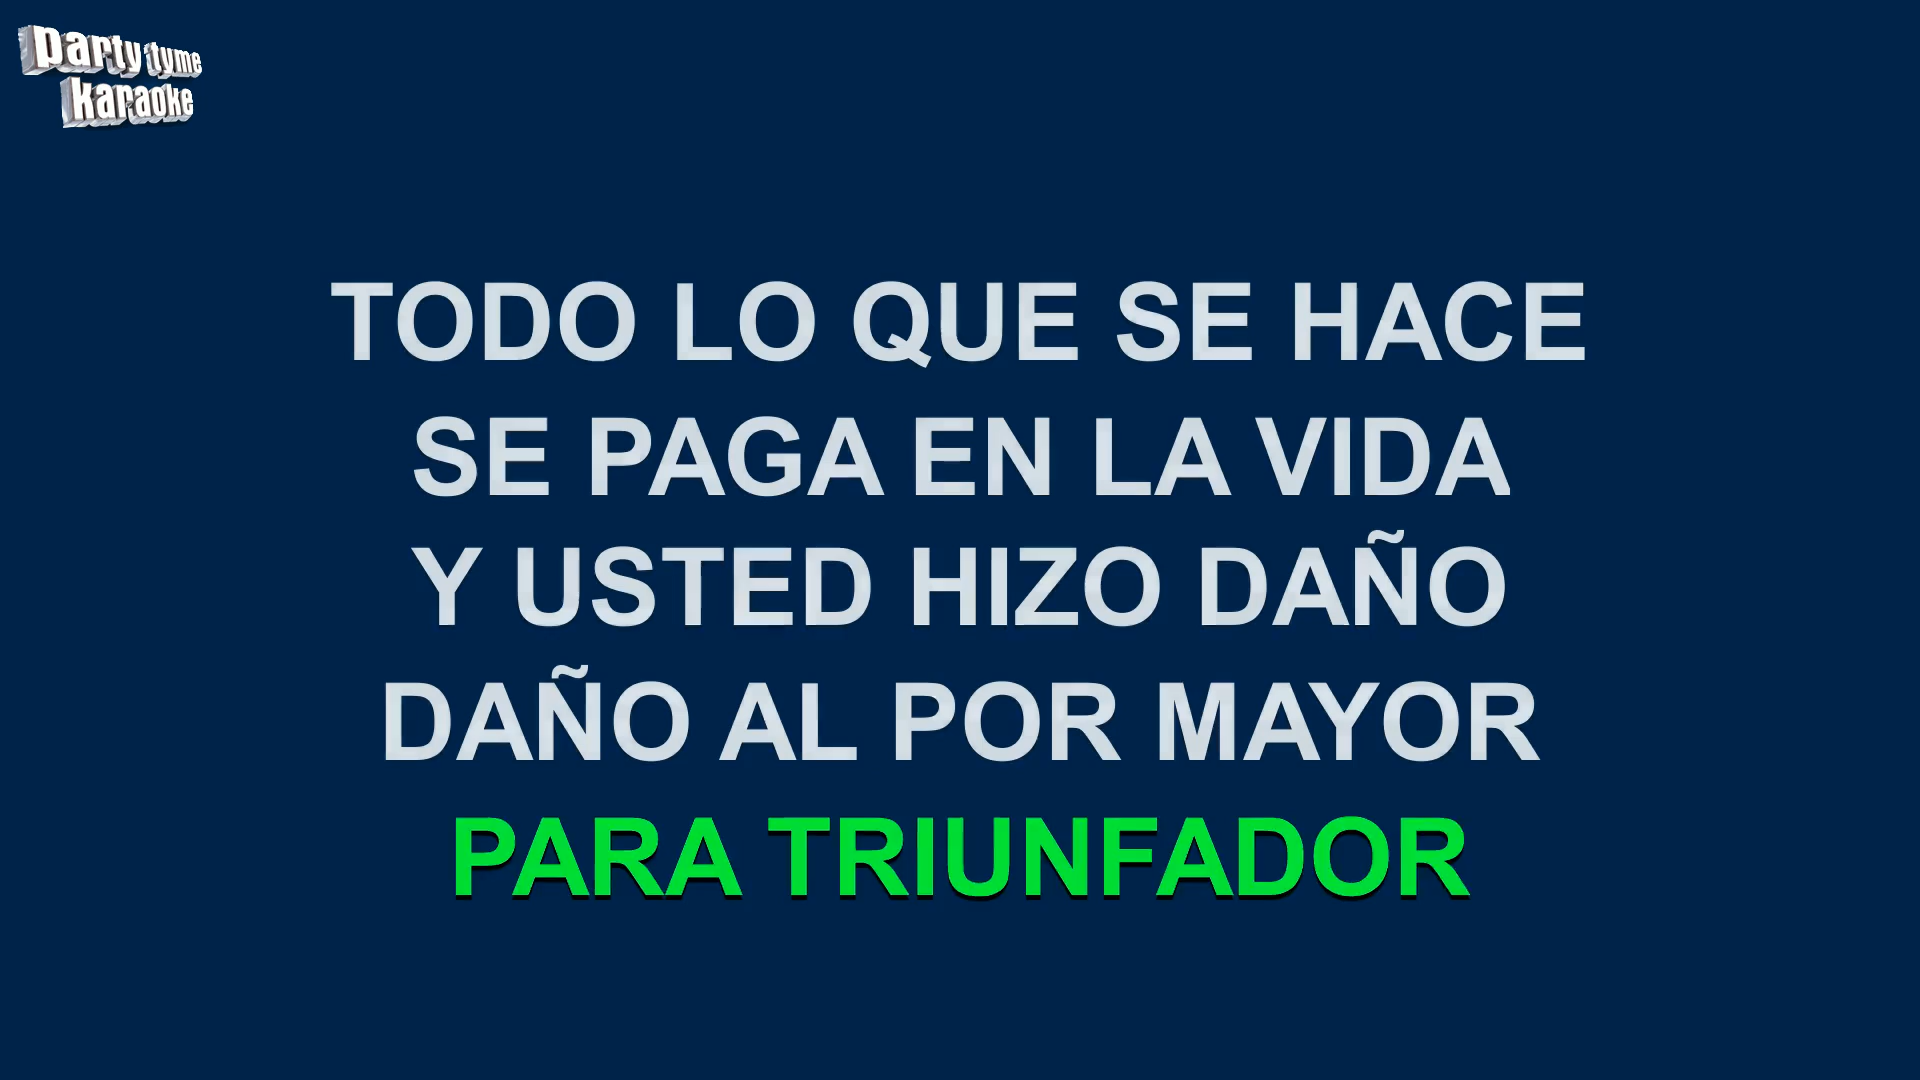 party tyme
karaoke
TODO LO QUE SE HACE
SE PAGA EN LA VIDA
Y USTED HIZO DAÑO
DAÑO AL POR MAYOR
PARA TRIUNFADOR